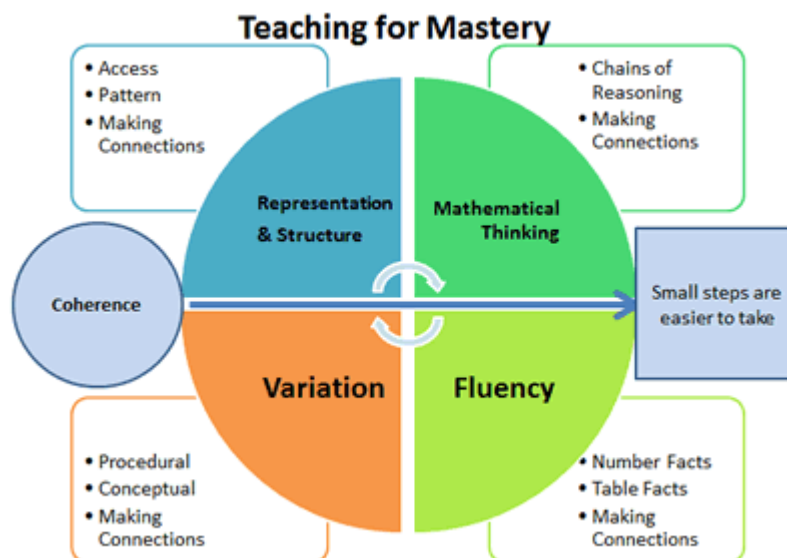 Teaching for Mastery
• Access
• Pattern
• Making
Connections
• Chains of
Reasoning
• Making
Connections
Representation
& Structure
Mathematical
Thinking
Coherence
Small steps are
easier to take
Variation
Fluency
• Procedural
• Conceptual
• Making
Connections
• Number Facts
• Table Facts
• Making
Connections